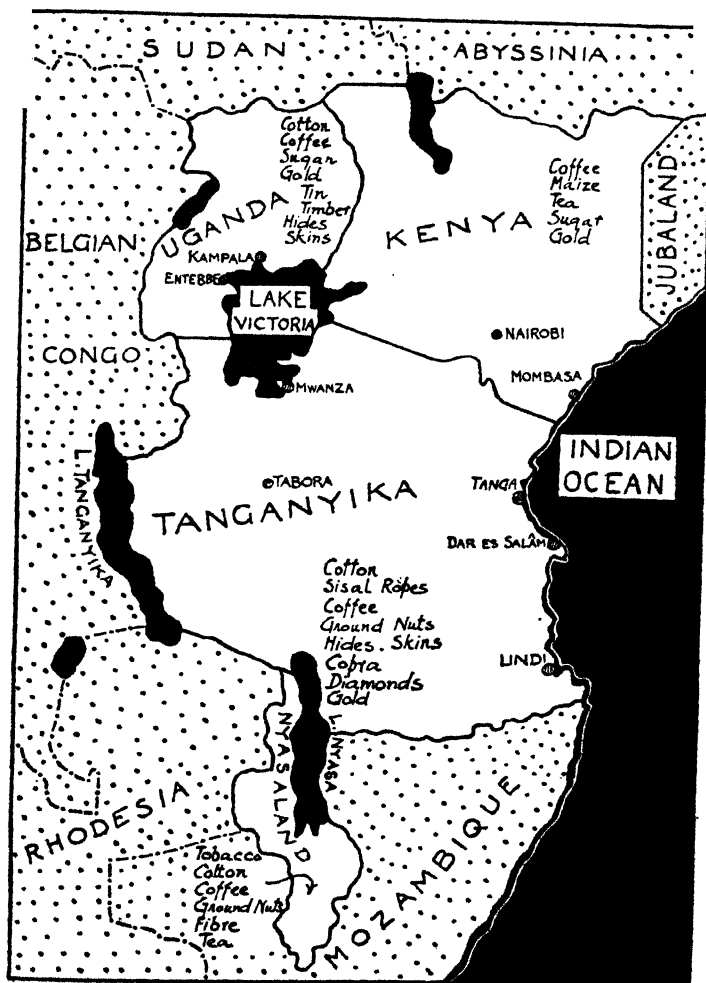 SUDAN
ABYSSINIA
Cotton
Coffee
Sugar
Gold
Tin
Timber
Hides
Skins
UGANDA
Coffee
Maize
Tea
Sugar
Gold
KENYA
JUBALAND
BELGIAN
CONGO
KAMPALA
ENTEBBE
LAKE
VICTORIA
NAIROBI
MOMBASA
MWANZA
INDIAN
OCEAN
L. TANGANYIKA
TABORA
TANGANYIKA
TANGA
DAR ES SALÂM
Cotton
Sisal Ropes
Coffee
Ground Nuts
Hides. Skins
Copra
Diamonds
Gold
LINDI
NYASALAND
L. NYASA
RHODESIA
MOZAMBIQUE
Tobacco
Cotton
Coffee
Ground Nuts
Fibre
Tea